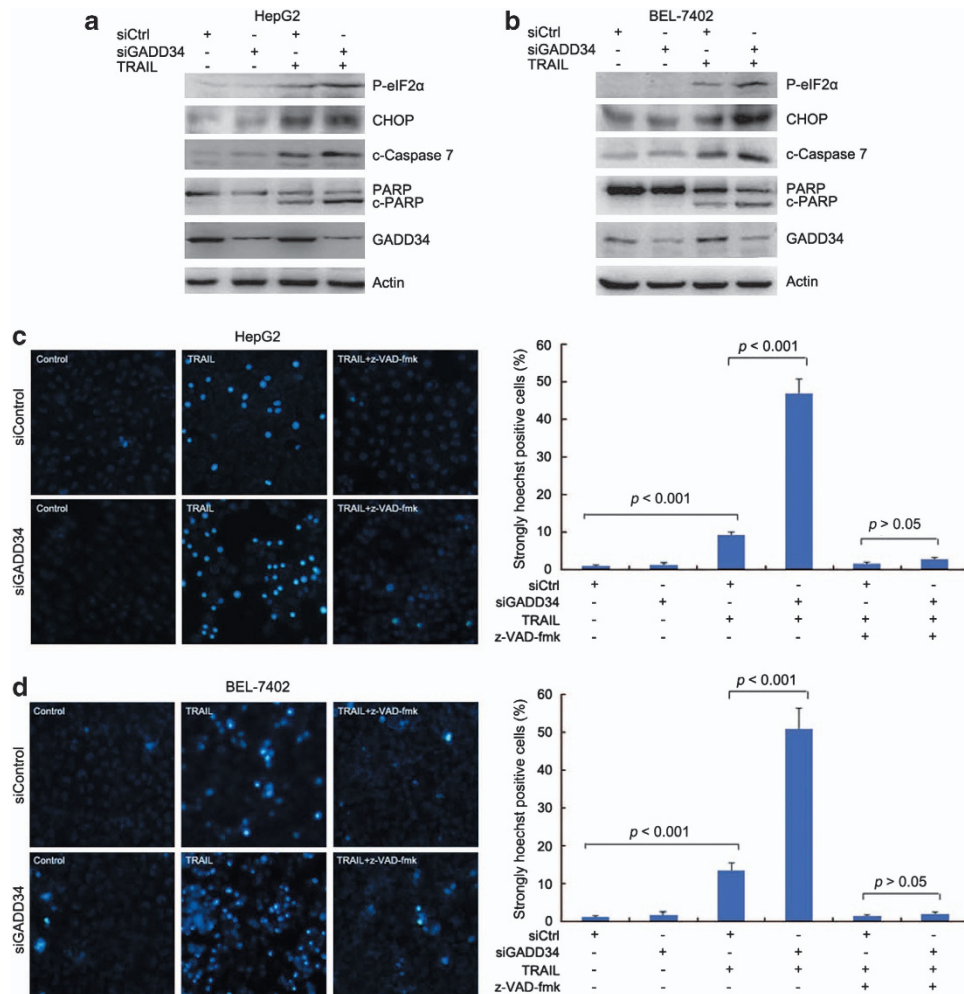 a
HepG2
siCtrl + - + -
siGADD34 - + - +
TRAIL - - + +
P-eIF2α
CHOP
c-Caspase 7
PARP
c-PARP
GADD34
Actin
b
BEL-7402
siCtrl + - + -
siGADD34 - + - +
TRAIL - - + +
P-eIF2α
CHOP
c-Caspase 7
PARP
c-PARP
GADD34
Actin
c
HepG2
siControl
Control
TRAIL
TRAIL+z-VAD-fmk
siGADD34
Control
TRAIL
TRAIL+z-VAD-fmk
Strongly hoechst positive cells (%)
60
50
40
30
20
10
0
p < 0.001
p < 0.001
p > 0.05
siCtrl + - + - + -
siGADD34 - + - + - +
TRAIL - - + + + +
z-VAD-fmk - - - - + +
d
BEL-7402
siControl
Control
TRAIL
TRAIL+z-VAD-fmk
siGADD34
Control
TRAIL
TRAIL+z-VAD-fmk
Strongly hoechst positive cells (%)
60
50
40
30
20
10
0
p < 0.001
p < 0.001
p > 0.05
siCtrl + - + - + -
siGADD34 - + - + - +
TRAIL - - + + + +
z-VAD-fmk - - - - + +